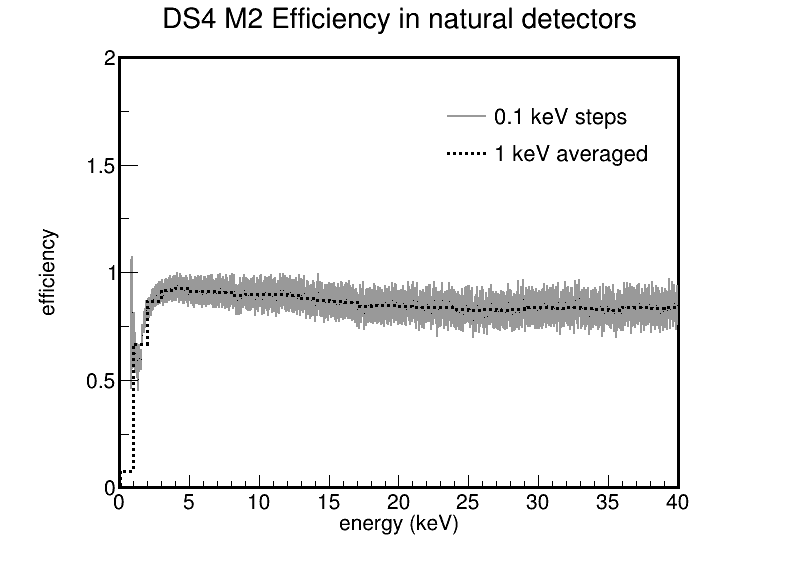 DS4 M2 Efficiency in natural detectors
2
0.1 keV steps
1 keV averaged
1.5
efficiency
1
0.5
0
0 5 10 15 20 25 30 35 40
energy (keV)